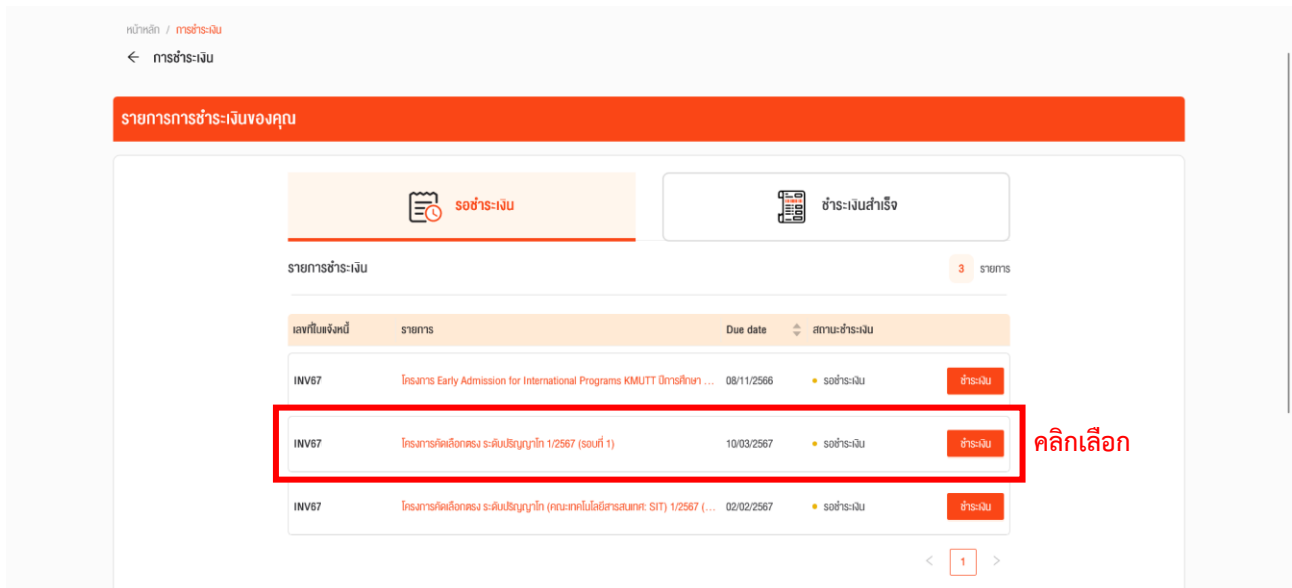 หน้าหลัก / การชำระเงิน
← การชำระเงิน
รายการการชำระเงินของคุณ
รอชำระเงิน
ชำระเงินสำเร็จ
รายการชำระเงิน
3 รายการ
เลขที่ใบแจ้งหนี้ รายการ Due date สถานะชำระเงิน
INV67 โครงการ Early Admission for International Programs KMUTT ปีการศึกษา ... 08/11/2566 รอชำระเงิน ชำระเงิน
INV67 โครงการคัดเลือกตรง ระดับปริญญาโท 1/2567 (รอบที่ 1) 10/03/2567 รอชำระเงิน ชำระเงิน
คลิกเลือก
INV67 โครงการคัดเลือกตรง ระดับปริญญาโท (คณะเทคโนโลยีสารสนเทศ: SIT) 1/2567 (... 02/02/2567 รอชำระเงิน ชำระเงิน
< 1 >